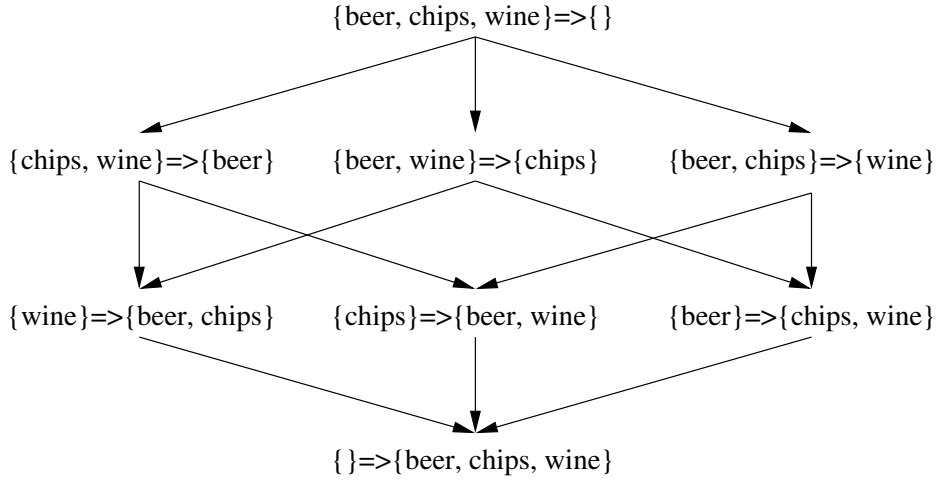 {beer, chips, wine}=>{}
{chips, wine}=>{beer}
{beer, wine}=>{chips}
{beer, chips}=>{wine}
{wine}=>{beer, chips}
{chips}=>{beer, wine}
{beer}=>{chips, wine}
{}=>{beer, chips, wine}